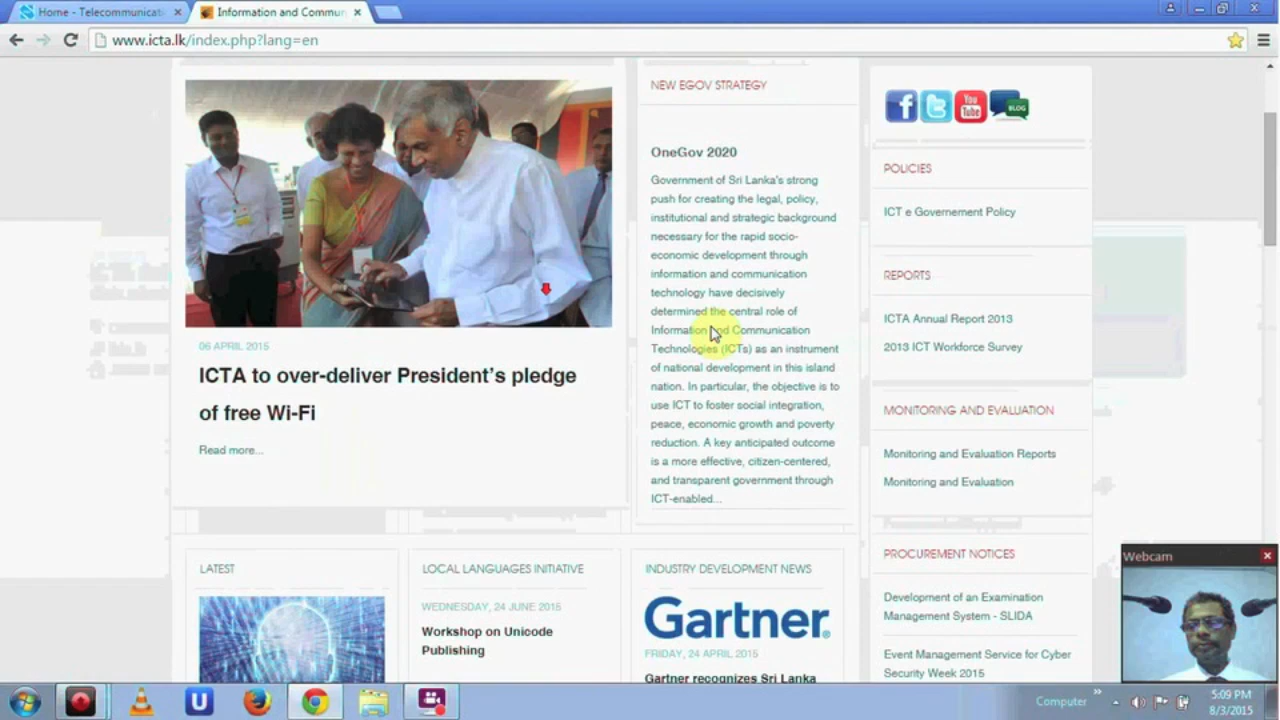 Home - Telecommunicati
Information and Commun
www.icta.lk/index.php?lang=en
06 APRIL 2015
ICTA to over-deliver President's pledge
of free Wi-Fi
Read more...
NEW EGOV STRATEGY
OneGov 2020
Government of Sri Lanka's strong
push for creating the legal, policy,
institutional and strategic background
necessary for the rapid socio-
economic development through
information and communication
technology have decisively
determined the central role of
Information and Communication
Technologies (ICTs) as an instrument
of national development in this island
nation. In particular, the objective is to
use ICT to foster social integration,
peace, economic growth and poverty
reduction. A key anticipated outcome
is a more effective, citizen-centered,
and transparent government through
ICT-enabled...
You
Tube
BLOG
POLICIES
ICT e Governement Policy
REPORTS
ICTA Annual Report 2013
2013 ICT Workforce Survey
MONITORING AND EVALUATION
Monitoring and Evaluation Reports
Monitoring and Evaluation
PROCUREMENT NOTICES
Development of an Examination
Management System - SLIDA
Event Management Service for Cyber
Security Week 2015
LATEST
LOCAL LANGUAGES INITIATIVE
WEDNESDAY, 24 JUNE 2015
Workshop on Unicode
Publishing
INDUSTRY DEVELOPMENT NEWS
Gartner.
FRIDAY, 24 APRIL 2015
Gartner recognizes Sri Lanka
Webcam
Computer
5:09 PM
8/3/2015